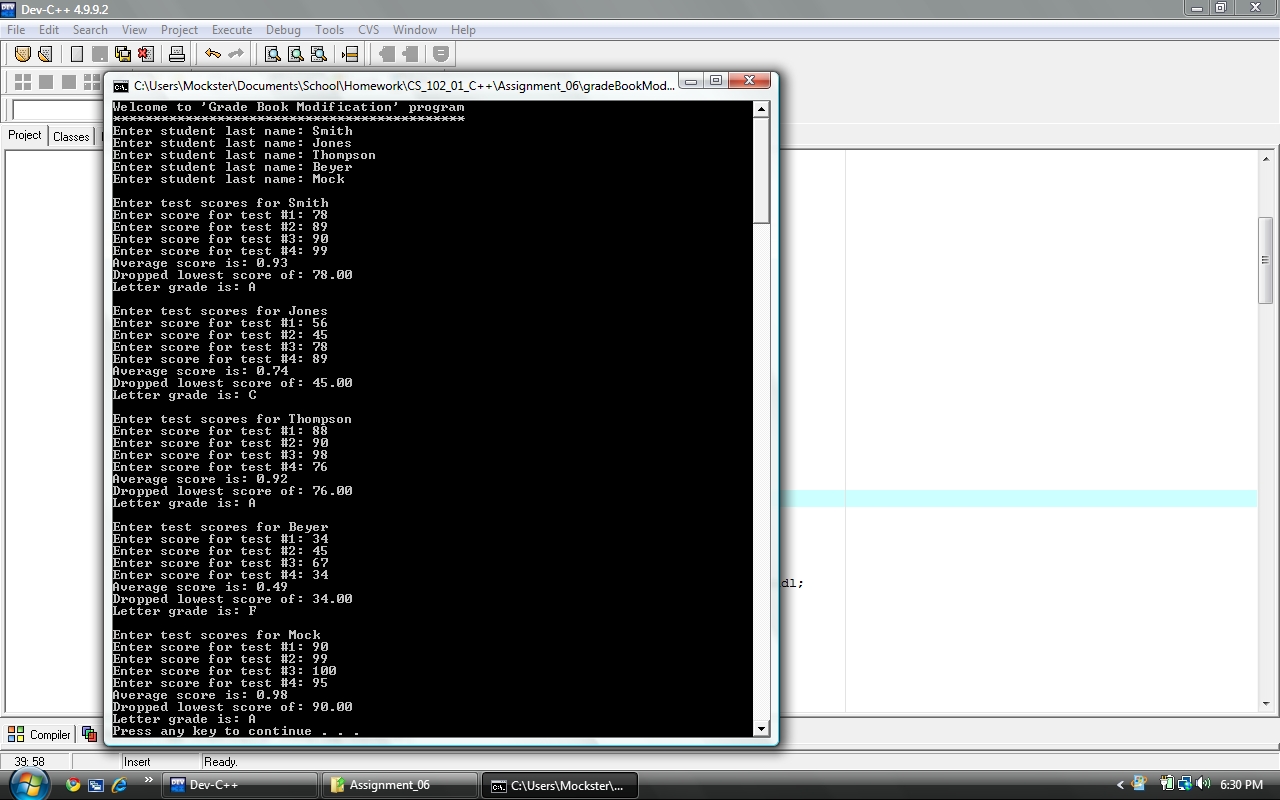 Dev-C++ 4.9.9.2
File Edit Search View Project Execute Debug Tools CVS Window Help
C:\Users\Mockster\Documents\School\Homework\CS_102_01_C++\Assignment_06\gradeBookMod...
Project Classes
Welcome to 'Grade Book Modification' program
********************************************
Enter student last name: Smith
Enter student last name: Jones
Enter student last name: Thompson
Enter student last name: Beyer
Enter student last name: Mock
Enter test scores for Smith
Enter score for test #1: 78
Enter score for test #2: 89
Enter score for test #3: 90
Enter score for test #4: 99
Average score is: 0.93
Dropped lowest score of: 78.00
Letter grade is: A
Enter test scores for Jones
Enter score for test #1: 56
Enter score for test #2: 45
Enter score for test #3: 78
Enter score for test #4: 89
Average score is: 0.74
Dropped lowest score of: 45.00
Letter grade is: C
Enter test scores for Thompson
Enter score for test #1: 88
Enter score for test #2: 90
Enter score for test #3: 98
Enter score for test #4: 76
Average score is: 0.92
Dropped lowest score of: 76.00
Letter grade is: A
Enter test scores for Beyer
Enter score for test #1: 34
Enter score for test #2: 45
Enter score for test #3: 67
Enter score for test #4: 34
Average score is: 0.49
Dropped lowest score of: 34.00
Letter grade is: F
dl;
Enter test scores for Mock
Enter score for test #1: 90
Enter score for test #2: 99
Enter score for test #3: 100
Enter score for test #4: 95
Average score is: 0.98
Dropped lowest score of: 90.00
Letter grade is: A
Press any key to continue . . .
Compiler
39: 58 Insert Ready.
Dev-C++ Assignment_06 C:\Users\Mockster/... 6:30 PM